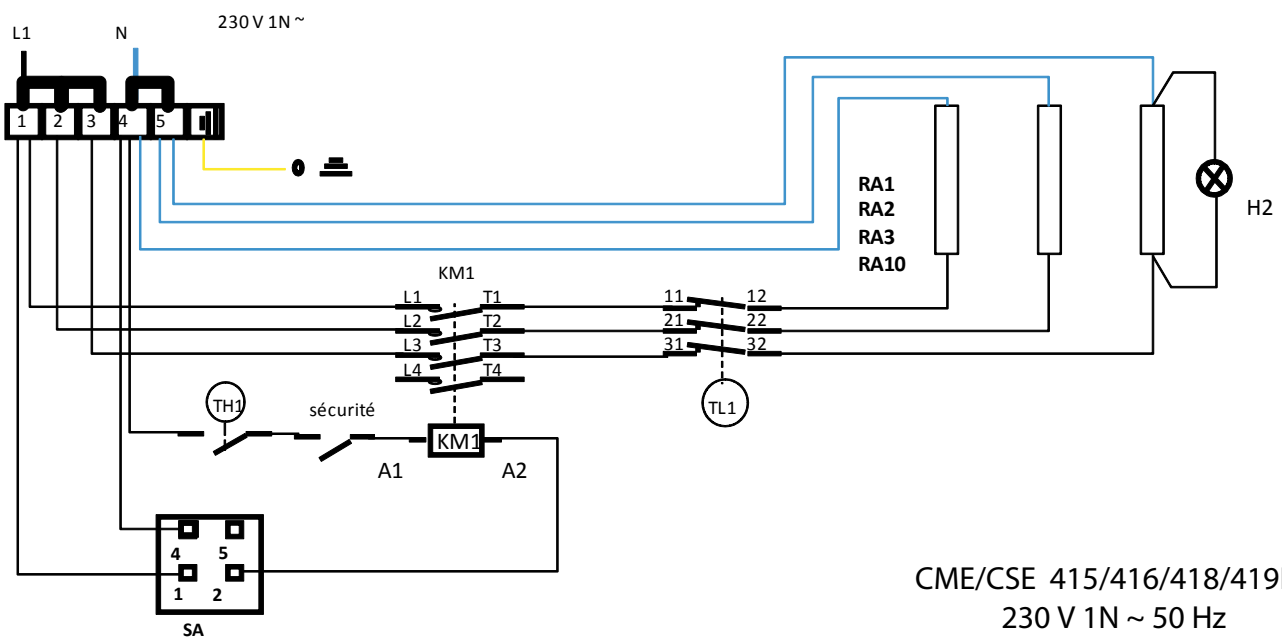 230 V 1N ~
L1 N
1 2 3 4 5
RA1
RA2
RA3
RA10
H2
KM1
L1 T1 11 12
L2 T2 21 22
L3 T3 31 32
L4 T4
TH1 sécurité KM1 TL1
A1 A2
4 5
1 2
SA
CME/CSE 415/416/418/419
230 V 1N ~ 50 Hz